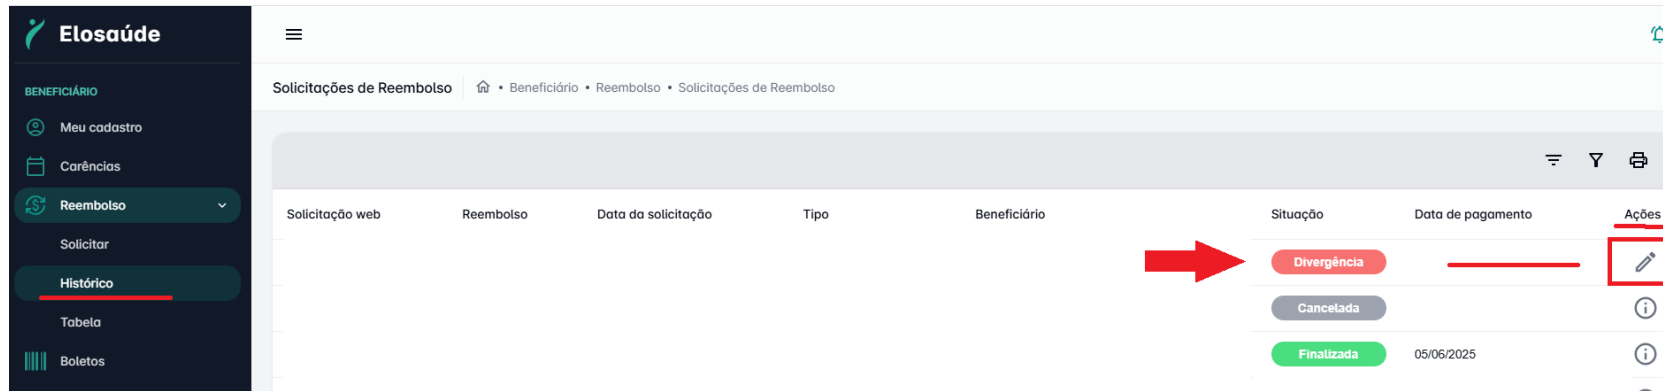 Elosaúde
BENEFICIÁRIO
Meu cadastro
Carências
Reembolso
Solicitar
Histórico
Tabela
Boletos
Solicitações de Reembolso
• Beneficiário • Reembolso • Solicitações de Reembolso
Solicitação web Reembolso Data da solicitação Tipo Beneficiário Situação Data de pagamento Ações
Divergência
Cancelada
Finalizada 05/06/2025